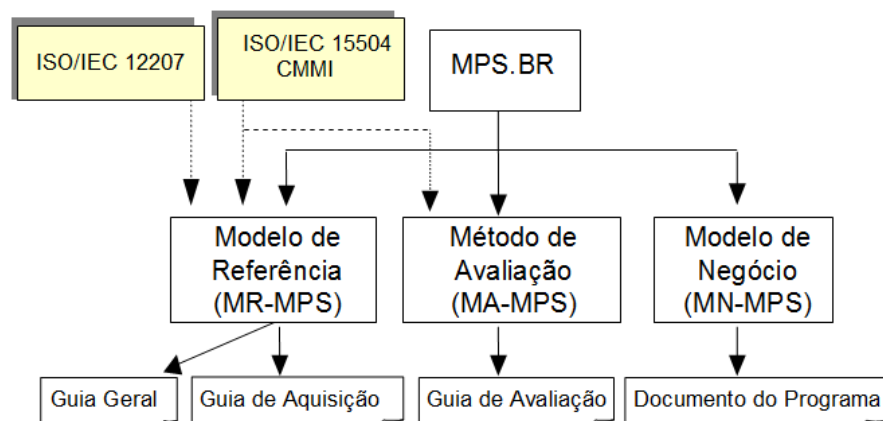 ISO/IEC 12207
ISO/IEC 15504
CMMI
MPS.BR
Modelo de
Referência
(MR-MPS)
Método de
Avaliação
(MA-MPS)
Modelo de
Negócio
(MN-MPS)
Guia Geral
Guia de Aquisição
Guia de Avaliação
Documento do Programa